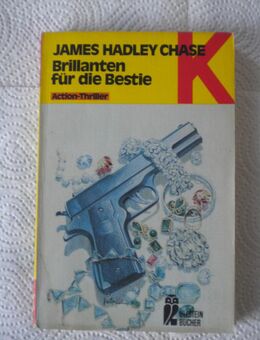 JAMES HADLEY CHASE
Brillanten
für die Bestie
Action-Thriller
K
ULLSTEIN
BÜCHER